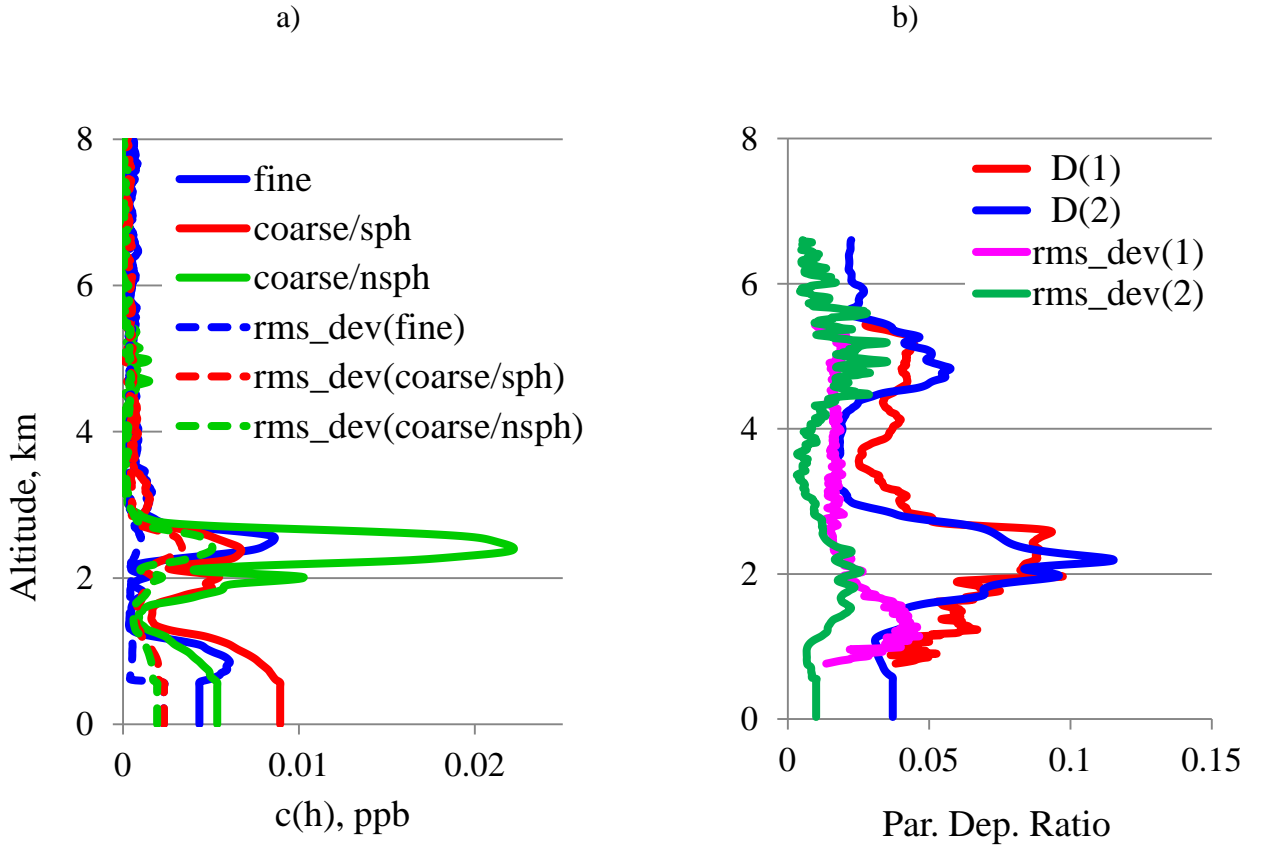 a)
b)
8
6
4
2
0
Altitude, km
fine
coarse/sph
coarse/nsph
rms_dev(fine)
rms_dev(coarse/sph)
rms_dev(coarse/nsph)
0
0.01
0.02
c(h), ppb
8
6
4
2
0
D(1)
D(2)
rms_dev(1)
rms_dev(2)
0
0.05
0.1
0.15
Par. Dep. Ratio